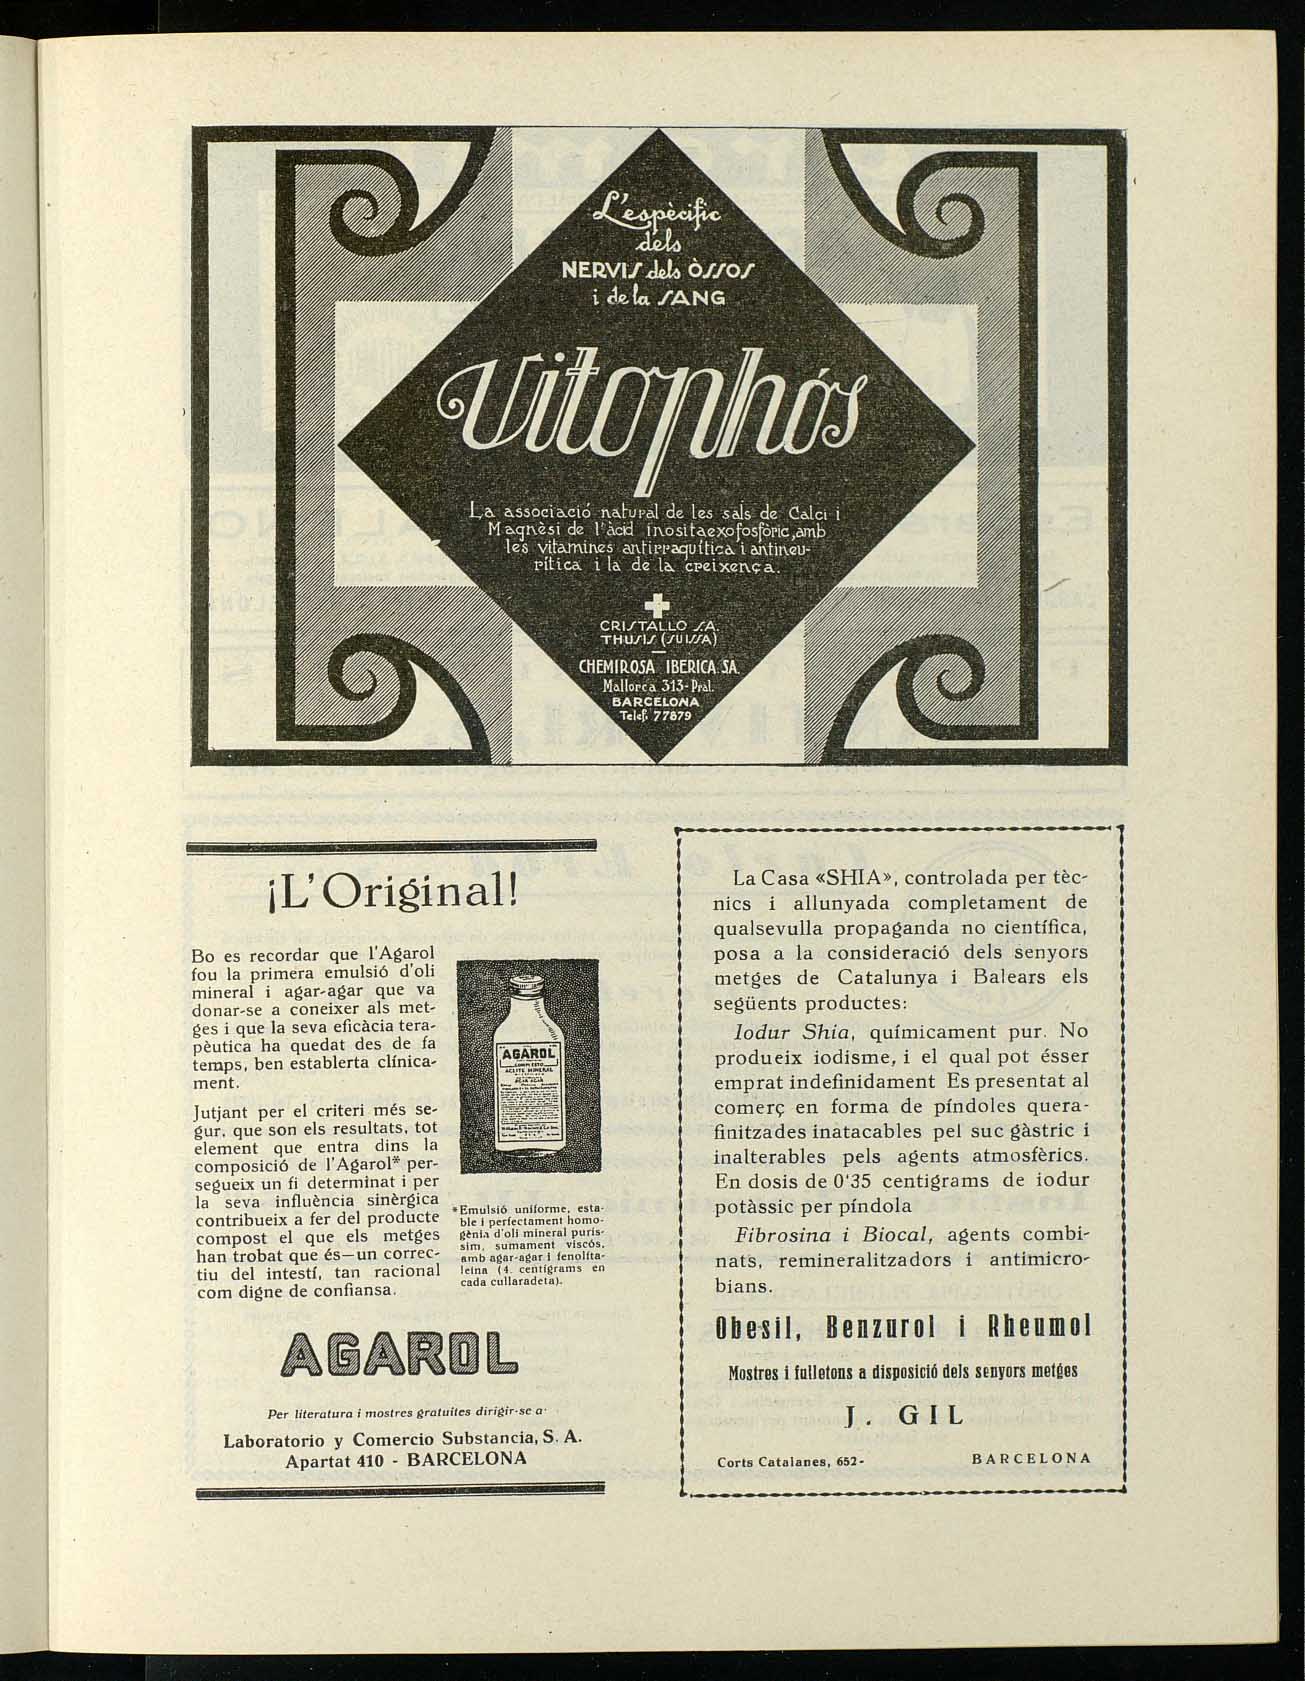 L'espècific
dels
NERVIS dels ÒSSOS
i de la SANG
Vitophós
La associació natural de les sals de Calci i
Magnèsi de l'àcid inositaexofosfòric, amb
les vitamines antirraquítica i antineu-
rítica i la de la creixença.
CRISTALLO S.A.
THUSIS (SUISSA)
CHEMIROSA IBERICA. SA.
Mallorca 313-Pral.
BARCELONA
Telef. 77879
¡L'Original!
Bo es recordar que l'Agarol
fou la primera emulsió d'oli
mineral i agar-agar que va
donar-se a coneixer als met-
ges i que la seva eficàcia tera-
pèutica ha quedat des de fa
temps, ben establerta clínica-
ment.
Jutjant per el criteri més se-
gur, que son els resultats, tot
element que entra dins la
composició de l'Agarol* per-
segueix un fi determinat i per
la seva influència sinèrgica
contribueix a fer del producte
compost el que els metges
han trobat que és—un correc-
tiu del intestí, tan racional
com digne de confiansa.
AGAROL
COMPUESTO
ACEITE MINERAL
AGAR-AGAR
*Emulsió uniforme, esta-
ble i perfectament homo-
gènia d'oli mineral purís-
sim, sumament viscós,
amb agar-agar i fenolfta-
leina (4. centígrams en
cada cullaradeta).
AGAROL
Per literatura i mostres gratuites dirigir-se a
Laboratorio y Comercio Substancia, S. A.
Apartat 410 - BARCELONA
La Casa «SHIA», controlada per tèc-
nics i allunyada completament de
qualsevulla propaganda no científica,
posa a la consideració dels senyors
metges de Catalunya i Balears els
següents productes:
Iodur Shia, químicament pur. No
produeix iodisme, i el qual pot ésser
emprat indefinidament Es presentat al
comerç en forma de píndoles quera-
finitzades inatacables pel suc gàstric i
inalterables pels agents atmosfèrics.
En dosis de 0'35 centigrams de iodur
potàssic per píndola
Fibrosina i Biocal, agents combi-
nats, remineralitzadors i antimicro-
bians.
Obesil, Benzurol i Rheumol
Mostres i fulletons a disposició dels senyors metges
J. GIL
Corts Catalanes, 652-
BARCELONA